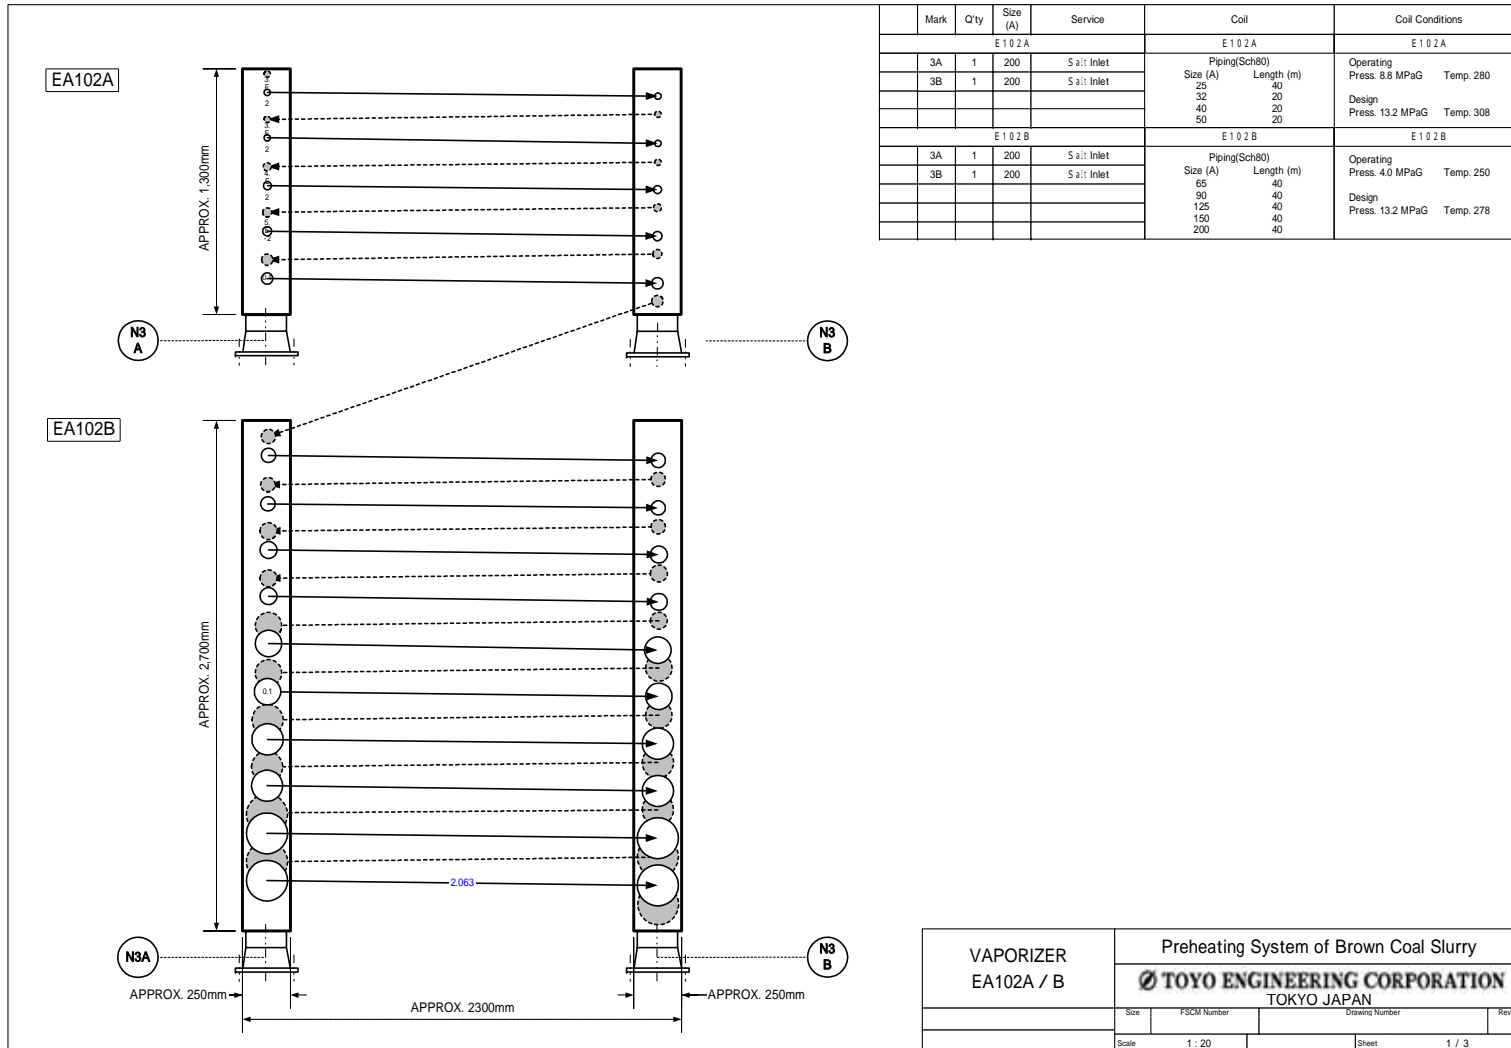 Mark Q'ty Size (A) Service Coil Coil Conditions
E102A E102A E102A
3A 1 200 Salt Inlet
3B 1 200 Salt Inlet
Piping(Sch80)
Size (A) Length (m)
25 40
32 20
40 20
50 20
Operating
Press. 8.8 MPaG Temp. 280
Design
Press. 13.2 MPaG Temp. 308
E102B E102B E102B
3A 1 200 Salt Inlet
3B 1 200 Salt Inlet
Piping(Sch80)
Size (A) Length (m)
65 40
90 40
125 40
150 40
200 40
Operating
Press. 4.0 MPaG Temp. 250
Design
Press. 13.2 MPaG Temp. 278
EA102A
APPROX. 1,300mm
2
2
2
N3
A
N3
B
EA102B
APPROX. 2,700mm
0.1
2.063
N3A
N3
B
APPROX. 250mm
APPROX. 2300mm
APPROX. 250mm
VAPORIZER
EA102A / B
Preheating System of Brown Coal Slurry
TOYO ENGINEERING CORPORATION
TOKYO JAPAN
Size FSCM Number Drawing Number Rev
Scale 1 : 20 Sheet 1 / 3